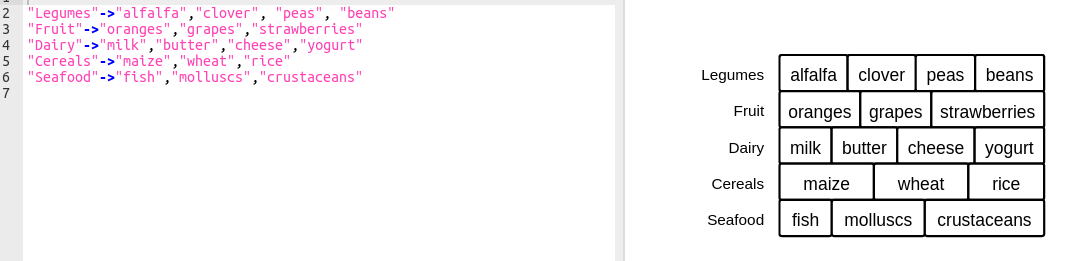 2 "Legumes"->"alfalfa","clover", "peas", "beans"
3 "Fruit"->"oranges","grapes","strawberries"
4 "Dairy"->"milk","butter","cheese","yogurt"
5 "Cereals"->"maize","wheat","rice"
6 "Seafood"->"fish","molluscs","crustaceans"
7
Legumes alfalfa clover peas beans
Fruit oranges grapes strawberries
Dairy milk butter cheese yogurt
Cereals maize wheat rice
Seafood fish molluscs crustaceans